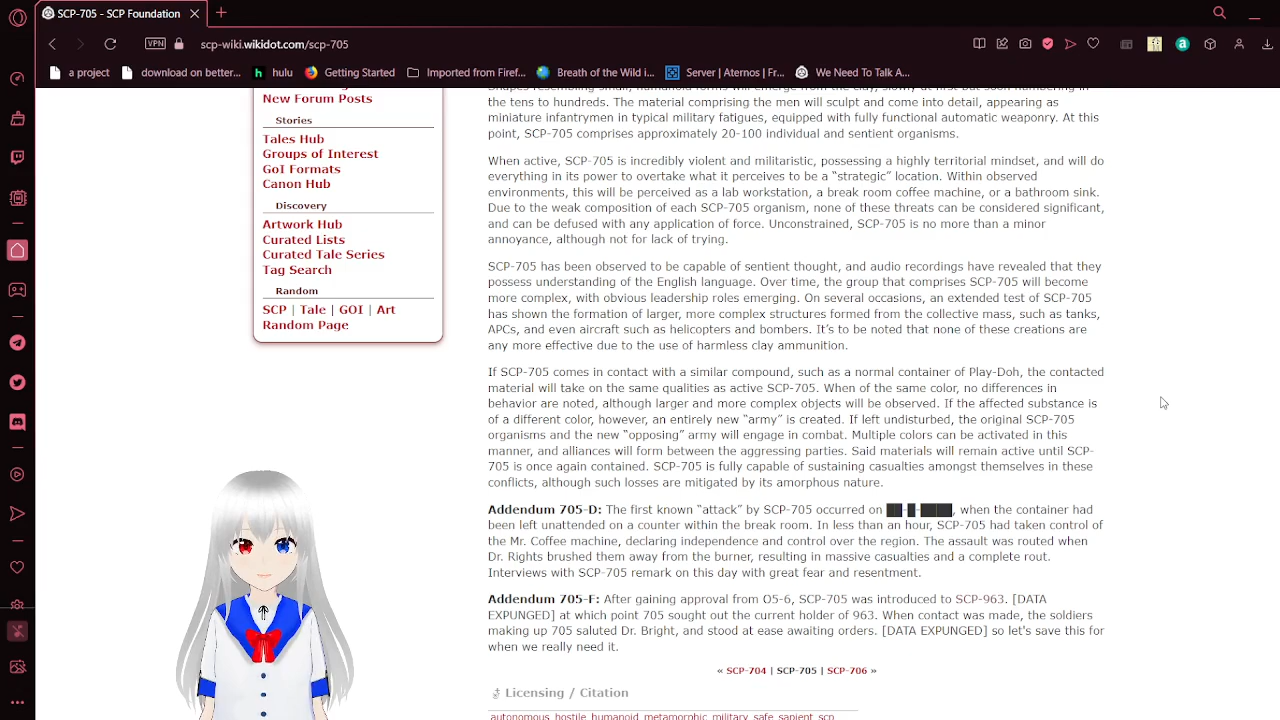 SCP-705 - SCP Foundation
VPN
scp-wiki.wikidot.com/scp-705
a project
download on better...
hulu
Getting Started
Imported from Firef...
Breath of the Wild i...
Server | Aternos | Fr...
We Need To Talk A...
New Forum Posts
Stories
Tales Hub
Groups of Interest
GoI Formats
Canon Hub
Discovery
Artwork Hub
Curated Lists
Curated Tale Series
Tag Search
Random
SCP | Tale | GOI | Art
Random Page
Shapes resembling small, humanoid forms will emerge from the clay, slowly at first but soon numbering in
the tens to hundreds. The material comprising the men will sculpt and come into detail, appearing as
miniature infantrymen in typical military fatigues, equipped with fully functional automatic weaponry. At this
point, SCP-705 comprises approximately 20-100 individual and sentient organisms.
When active, SCP-705 is incredibly violent and militaristic, possessing a highly territorial mindset, and will do
everything in its power to overtake what it perceives to be a “strategic” location. Within observed
environments, this will be perceived as a lab workstation, a break room coffee machine, or a bathroom sink.
Due to the weak composition of each SCP-705 organism, none of these threats can be considered significant,
and can be defused with any application of force. Unconstrained, SCP-705 is no more than a minor
annoyance, although not for lack of trying.
SCP-705 has been observed to be capable of sentient thought, and audio recordings have revealed that they
possess understanding of the English language. Over time, the group that comprises SCP-705 will become
more complex, with obvious leadership roles emerging. On several occasions, an extended test of SCP-705
has shown the formation of larger, more complex structures formed from the collective mass, such as tanks,
APCs, and even aircraft such as helicopters and bombers. It’s to be noted that none of these creations are
any more effective due to the use of harmless clay ammunition.
If SCP-705 comes in contact with a similar compound, such as a normal container of Play-Doh, the contacted
material will take on the same qualities as active SCP-705. When of the same color, no differences in
behavior are noted, although larger and more complex objects will be observed. If the affected substance is
of a different color, however, an entirely new “army” is created. If left undisturbed, the original SCP-705
organisms and the new “opposing” army will engage in combat. Multiple colors can be activated in this
manner, and alliances will form between the aggressing parties. Said materials will remain active until SCP-
705 is once again contained. SCP-705 is fully capable of sustaining casualties amongst themselves in these
conflicts, although such losses are mitigated by its amorphous nature.
Addendum 705-D: The first known “attack” by SCP-705 occurred on ██-█-████, when the container had
been left unattended on a counter within the break room. In less than an hour, SCP-705 had taken control of
the Mr. Coffee machine, declaring independence and control over the region. The assault was routed when
Dr. Rights brushed them away from the burner, resulting in massive casualties and a complete rout.
Interviews with SCP-705 remark on this day with great fear and resentment.
Addendum 705-F: After gaining approval from O5-6, SCP-705 was introduced to SCP-963. [DATA
EXPUNGED] at which point 705 sought out the current holder of 963. When contact was made, the soldiers
making up 705 saluted Dr. Bright, and stood at ease awaiting orders. [DATA EXPUNGED] so let's save this for
when we really need it.
« SCP-704 | SCP-705 | SCP-706 »
Licensing / Citation
autonomous hostile humanoid metamorphic military safe sapient scp